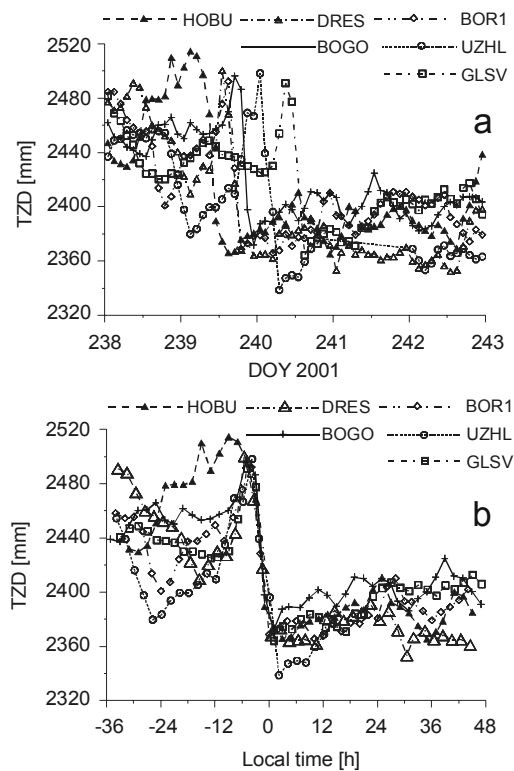 HOBU DRES BOR1
BOGO UZHL
GLSV
2520
2480
2440
2400
2360
2320
TZD [mm]
a
238 239 240 241 242 243
DOY 2001
HOBU DRES BOR1
BOGO UZHL
GLSV
2520
2480
2440
2400
2360
2320
TZD [mm]
b
-36 -24 -12 0 12 24 36 48
Local time [h]